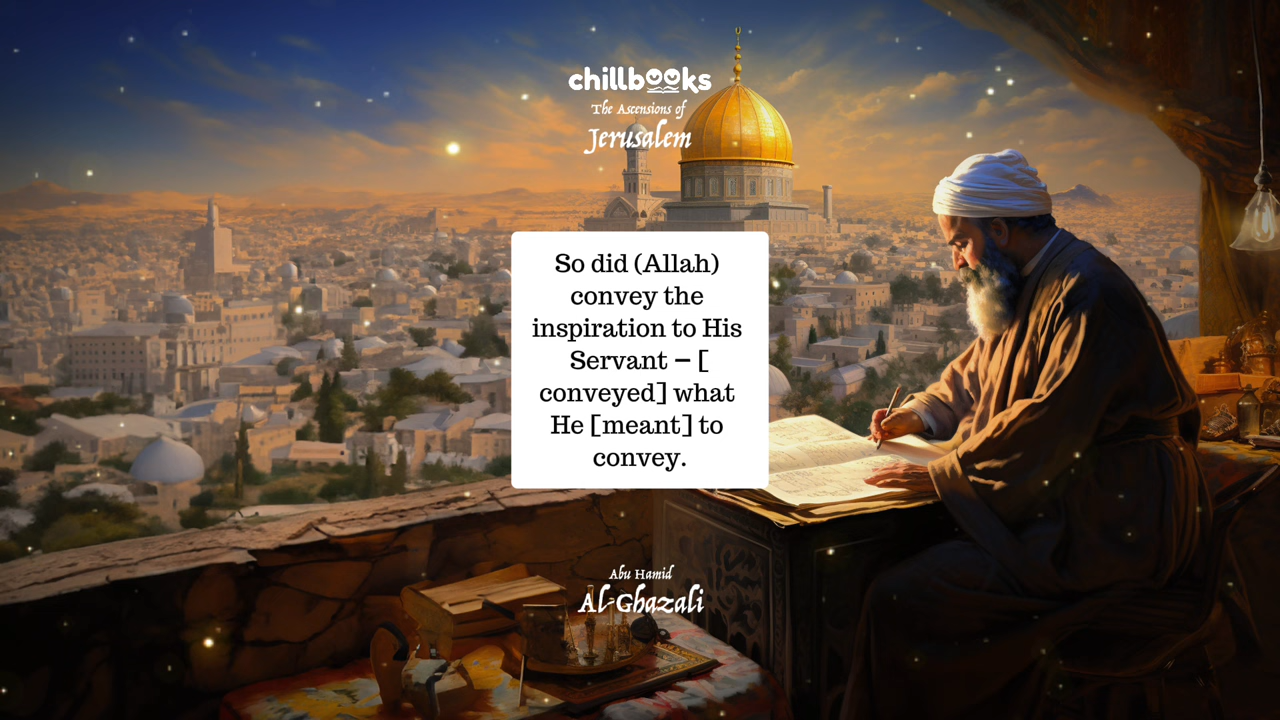 chillbooks
The Ascensions of
Jerusalem
So did (Allah)
convey the
inspiration to His
Servant – [
conveyed] what
He [meant] to
convey.
Abu Hamid
Al-Ghazali